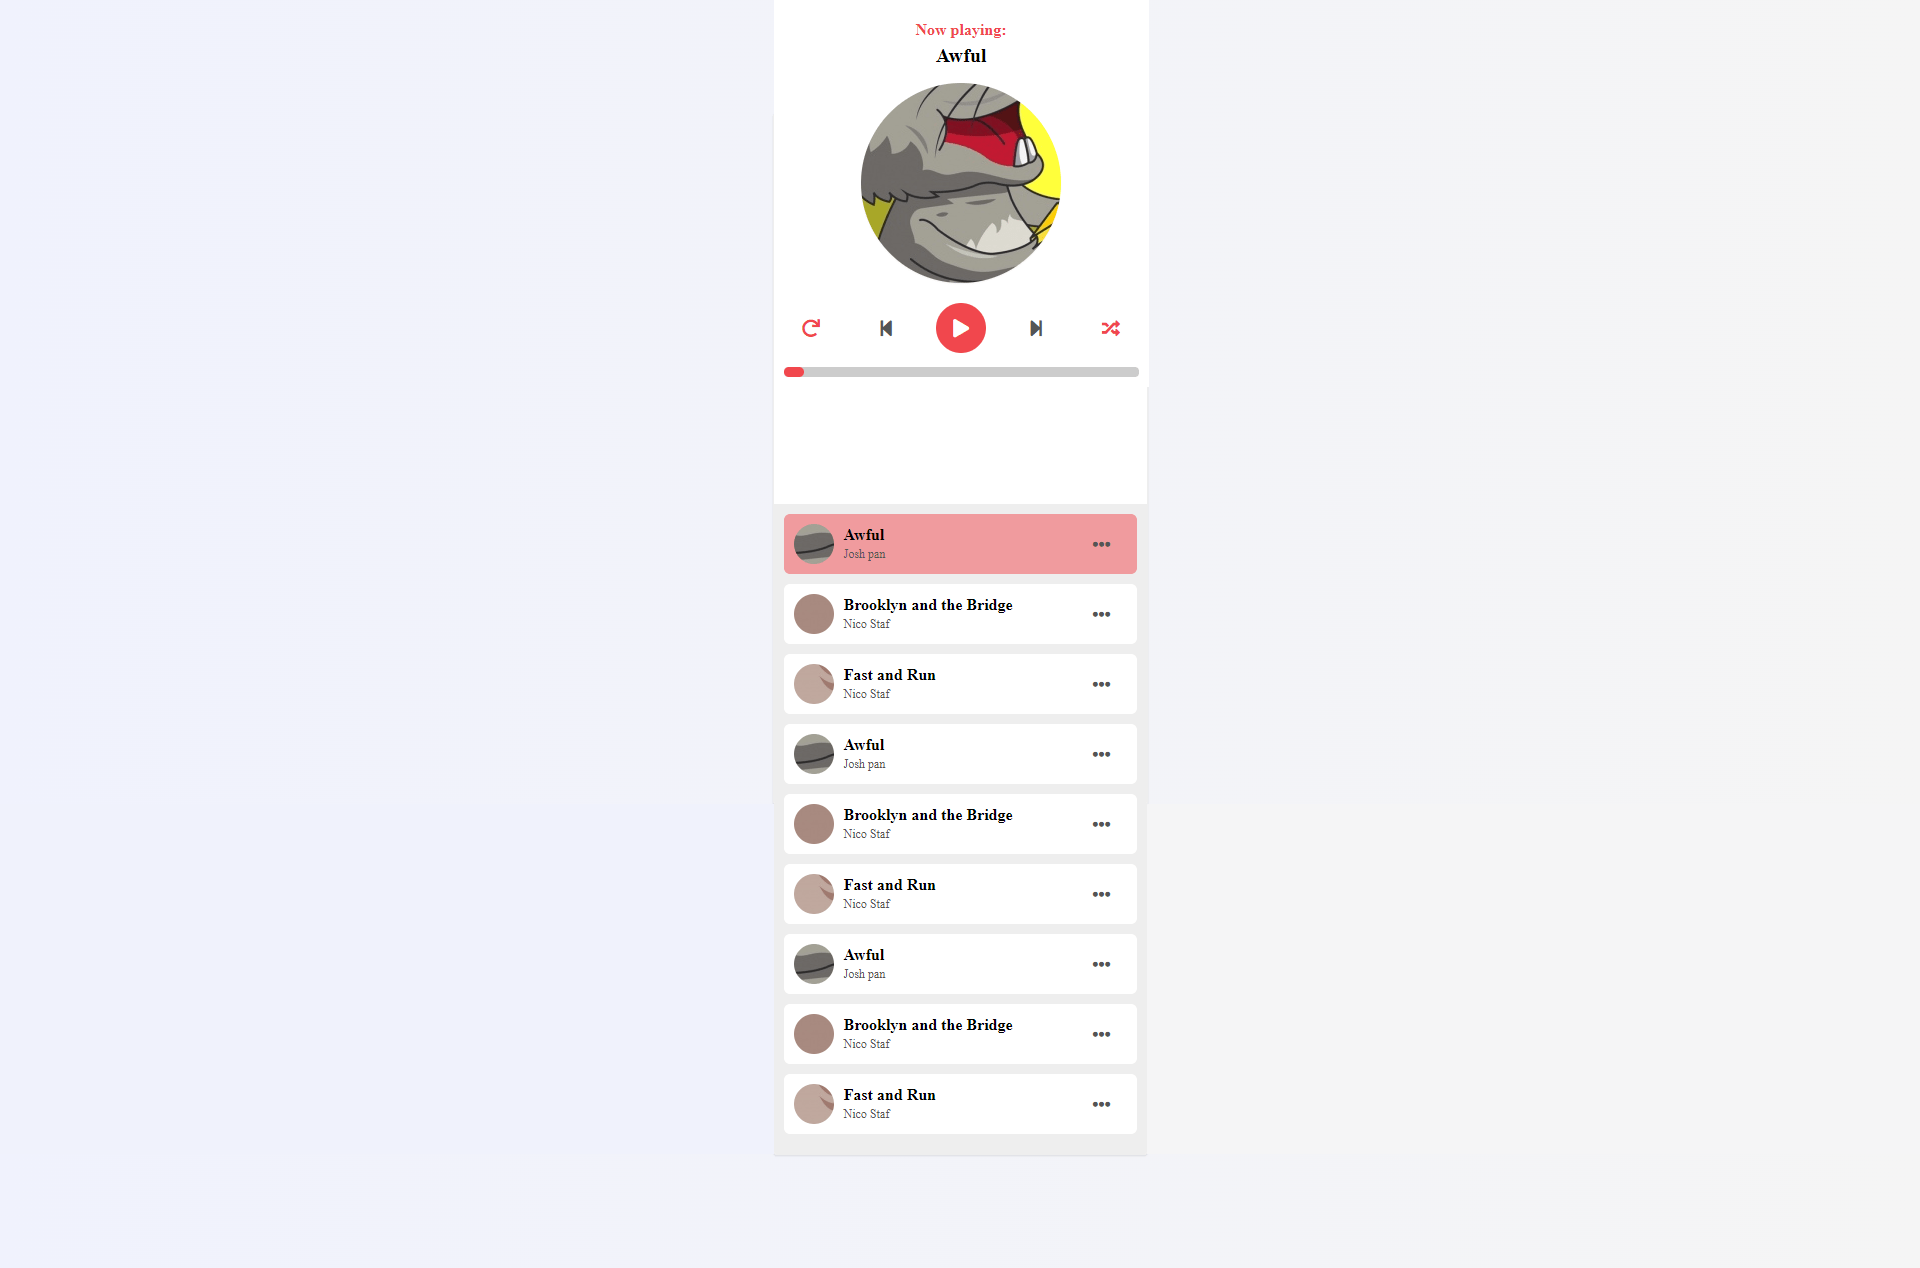 Now playing:
Awful
Awful
Josh pan
Brooklyn and the Bridge
Nico Staf
Fast and Run
Nico Staf
Awful
Josh pan
Brooklyn and the Bridge
Nico Staf
Fast and Run
Nico Staf
Awful
Josh pan
Brooklyn and the Bridge
Nico Staf
Fast and Run
Nico Staf